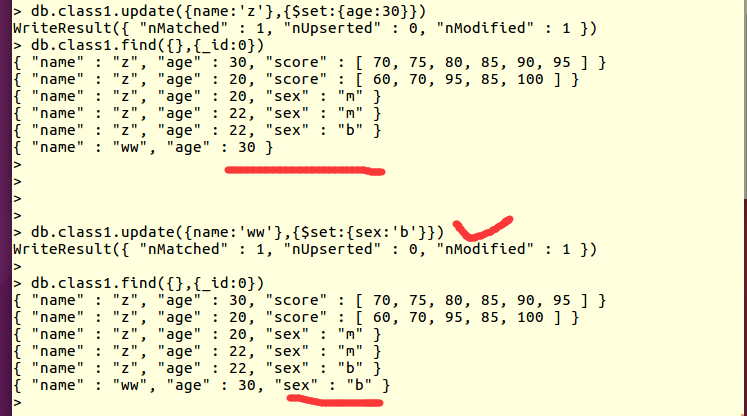 > db.class1.update({name:'z'},{$set:{age:30}})
WriteResult({ "nMatched" : 1, "nUpserted" : 0, "nModified" : 1 })
> db.class1.find({},{_id:0})
{ "name" : "z", "age" : 30, "score" : [ 70, 75, 80, 85, 90, 95 ] }
{ "name" : "z", "age" : 20, "score" : [ 60, 70, 95, 85, 100 ] }
{ "name" : "z", "age" : 20, "sex" : "m" }
{ "name" : "z", "age" : 22, "sex" : "m" }
{ "name" : "z", "age" : 22, "sex" : "b" }
{ "name" : "ww", "age" : 30 }
>
>
>
>
> db.class1.update({name:'ww'},{$set:{sex:'b'}})
WriteResult({ "nMatched" : 1, "nUpserted" : 0, "nModified" : 1 })
>
> db.class1.find({},{_id:0})
{ "name" : "z", "age" : 30, "score" : [ 70, 75, 80, 85, 90, 95 ] }
{ "name" : "z", "age" : 20, "score" : [ 60, 70, 95, 85, 100 ] }
{ "name" : "z", "age" : 20, "sex" : "m" }
{ "name" : "z", "age" : 22, "sex" : "m" }
{ "name" : "z", "age" : 22, "sex" : "b" }
{ "name" : "ww", "age" : 30, "sex" : "b" }
>